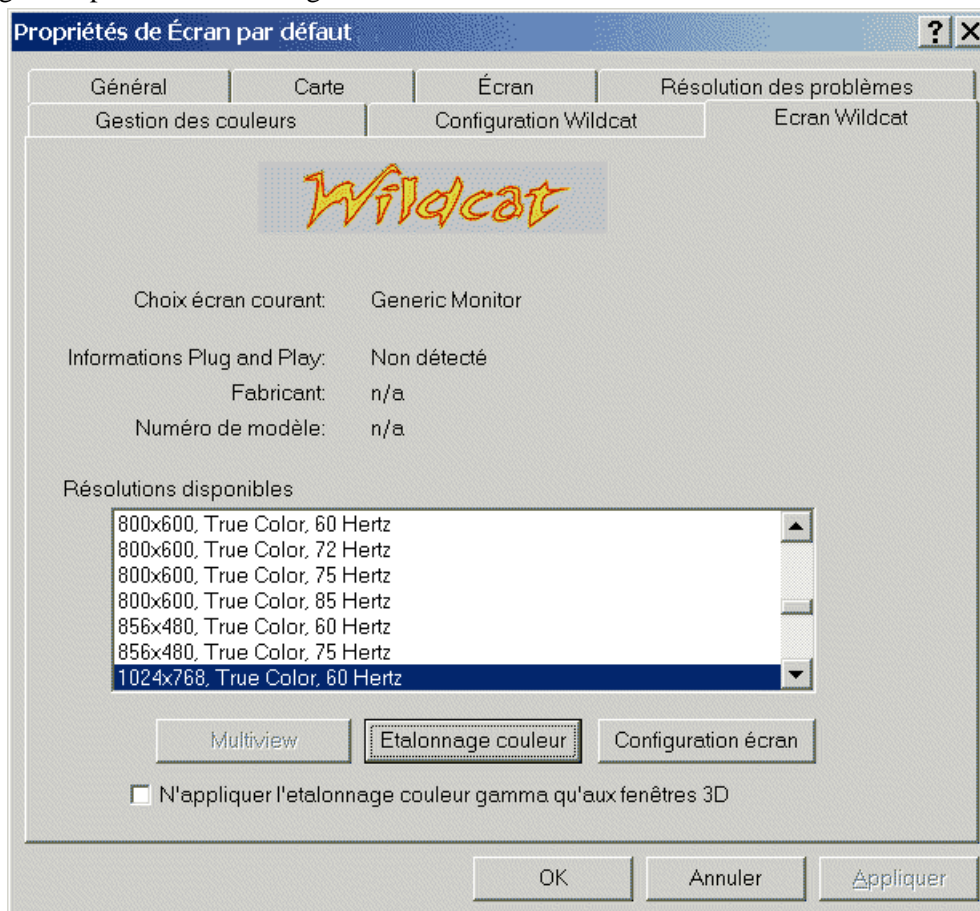 Propriétés de Écran par défaut
Général Carte Écran Résolution des problèmes
Gestion des couleurs Configuration Wildcat Ecran Wildcat
Wildcat
Choix écran courant: Generic Monitor
Informations Plug and Play: Non détecté
Fabricant: n/a
Numéro de modèle: n/a
Résolutions disponibles
800x600, True Color, 60 Hertz
800x600, True Color, 72 Hertz
800x600, True Color, 75 Hertz
800x600, True Color, 85 Hertz
856x480, True Color, 60 Hertz
856x480, True Color, 75 Hertz
1024x768, True Color, 60 Hertz
Multiview Etalonnage couleur Configuration écran
N'appliquer l'etalonnage couleur gamma qu'aux fenêtres 3D
OK Annuler Appliquer